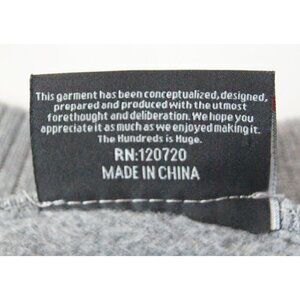 This garment has been conceptualized, designed,
prepared and produced with the utmost
forethought and deliberation. We hope you
appreciate it as much as we enjoyed making it.
The Hundreds is Huge.
RN:120720
MADE IN CHINA